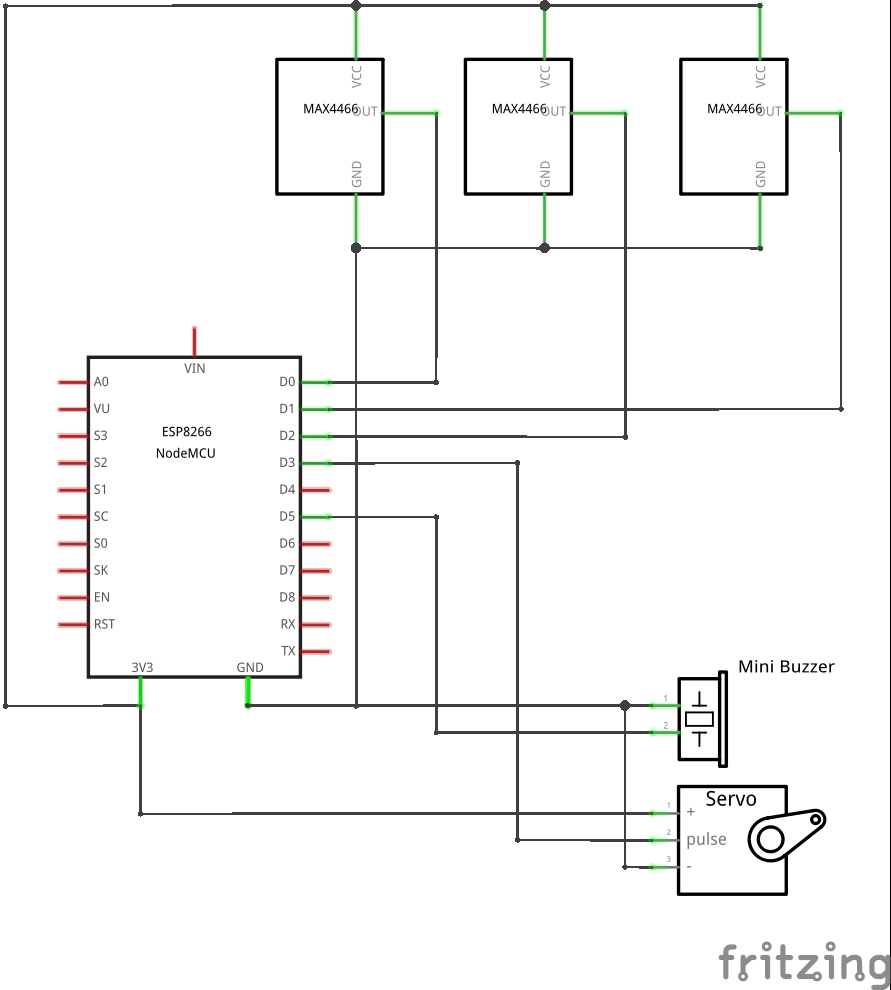 VCC
VCC
VCC
MAX4466
OUT
MAX4466
OUT
MAX4466
OUT
GND
GND
GND
VIN
A0
D0
VU
D1
S3
ESP8266
D2
NodeMCU
S2
D3
S1
D4
SC
D5
S0
D6
SK
D7
EN
D8
RST
RX
TX
3V3
GND
Mini Buzzer
1
2
Servo
1
+
2
pulse
3
-
fritzing